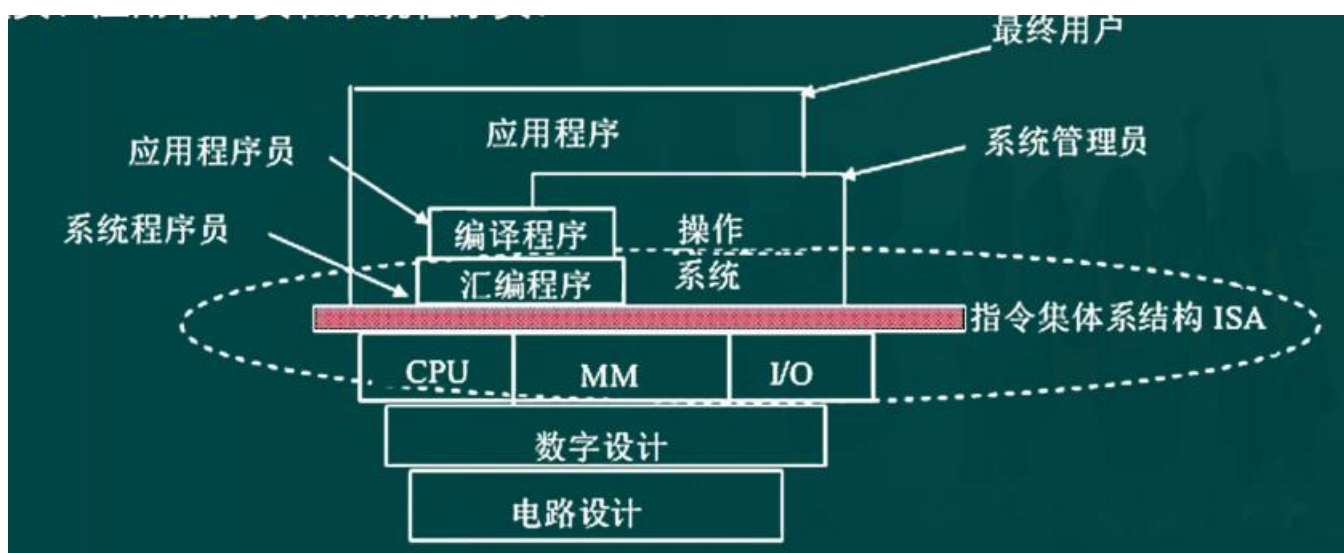 最终用户
应用程序
应用程序员
系统管理员
系统程序员
编译程序
操作
汇编程序
系统
指令集体系结构 ISA
CPU
MM
I/O
数字设计
电路设计